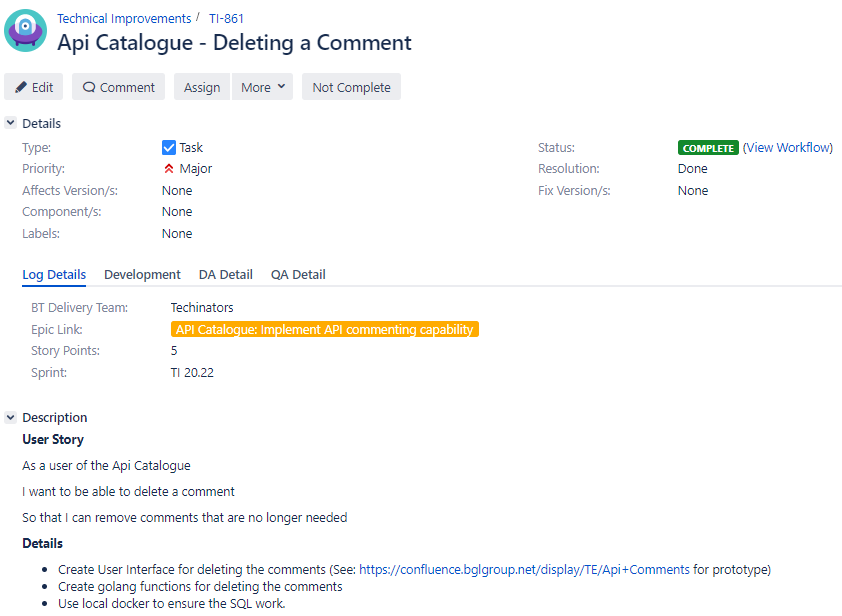 Technical Improvements / TI-861
Api Catalogue - Deleting a Comment
Edit Comment Assign More Not Complete
Details
Type: Task Status: COMPLETE (View Workflow)
Priority: Major Resolution: Done
Affects Version/s: None Fix Version/s: None
Component/s: None
Labels: None
Log Details Development DA Detail QA Detail
BT Delivery Team: Techinators
Epic Link: API Catalogue: Implement API commenting capability
Story Points: 5
Sprint: TI 20.22
Description
User Story
As a user of the Api Catalogue
I want to be able to delete a comment
So that I can remove comments that are no longer needed
Details
• Create User Interface for deleting the comments (See: https://confluence.bglgroup.net/display/TE/Api+Comments for prototype)
• Create golang functions for deleting the comments
• Use local docker to ensure the SQL work.